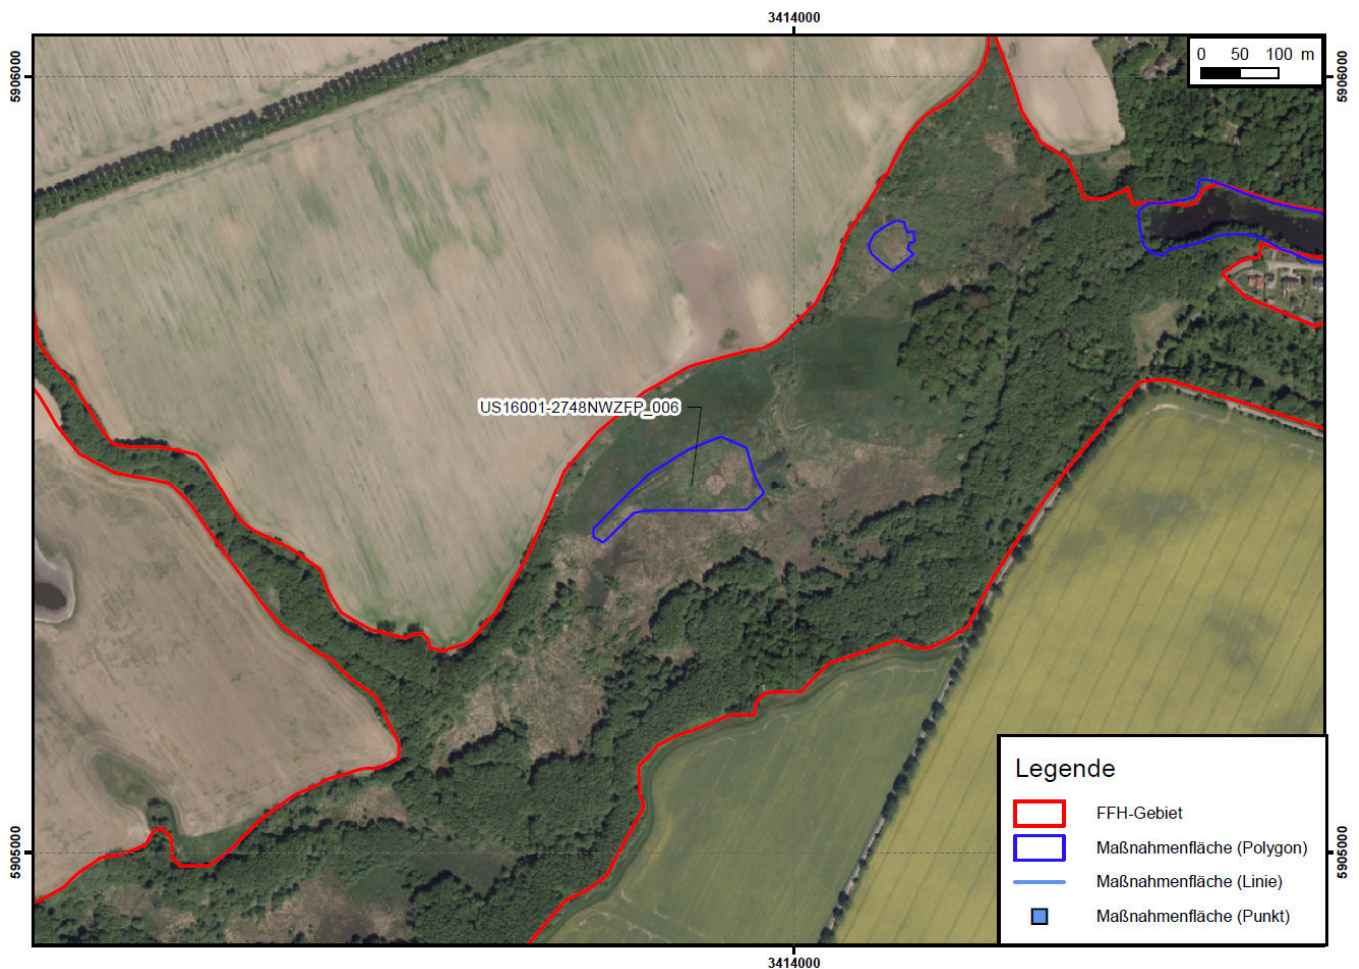 3414000
0 50 100 m
5906000
5906000
US16001-2748NWZFP_006
Legende
FFH-Gebiet
Maßnahmenfläche (Polygon)
Maßnahmenfläche (Linie)
Maßnahmenfläche (Punkt)
5905000
5905000
3414000